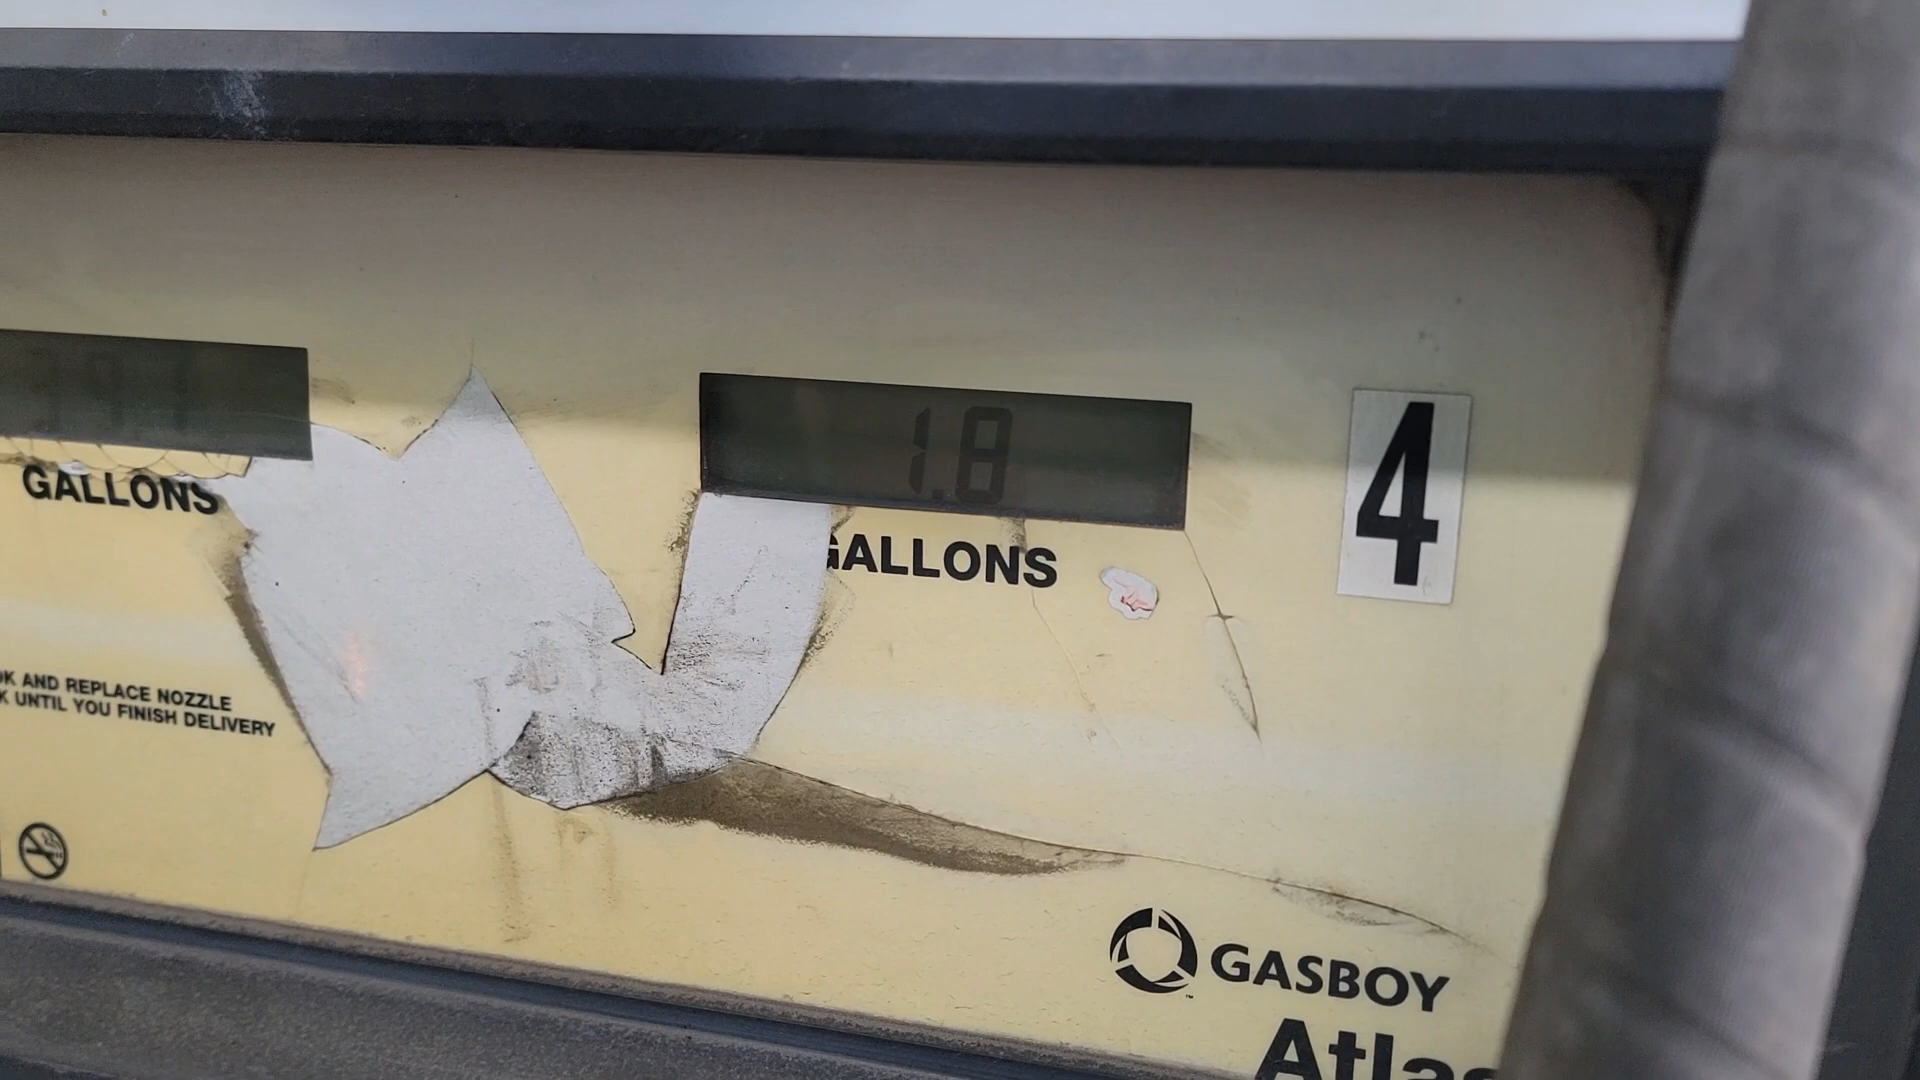 1.8
4
GALLONS
GALLONS
OK AND REPLACE NOZZLE
K UNTIL YOU FINISH DELIVERY
GASBOY
Atlas